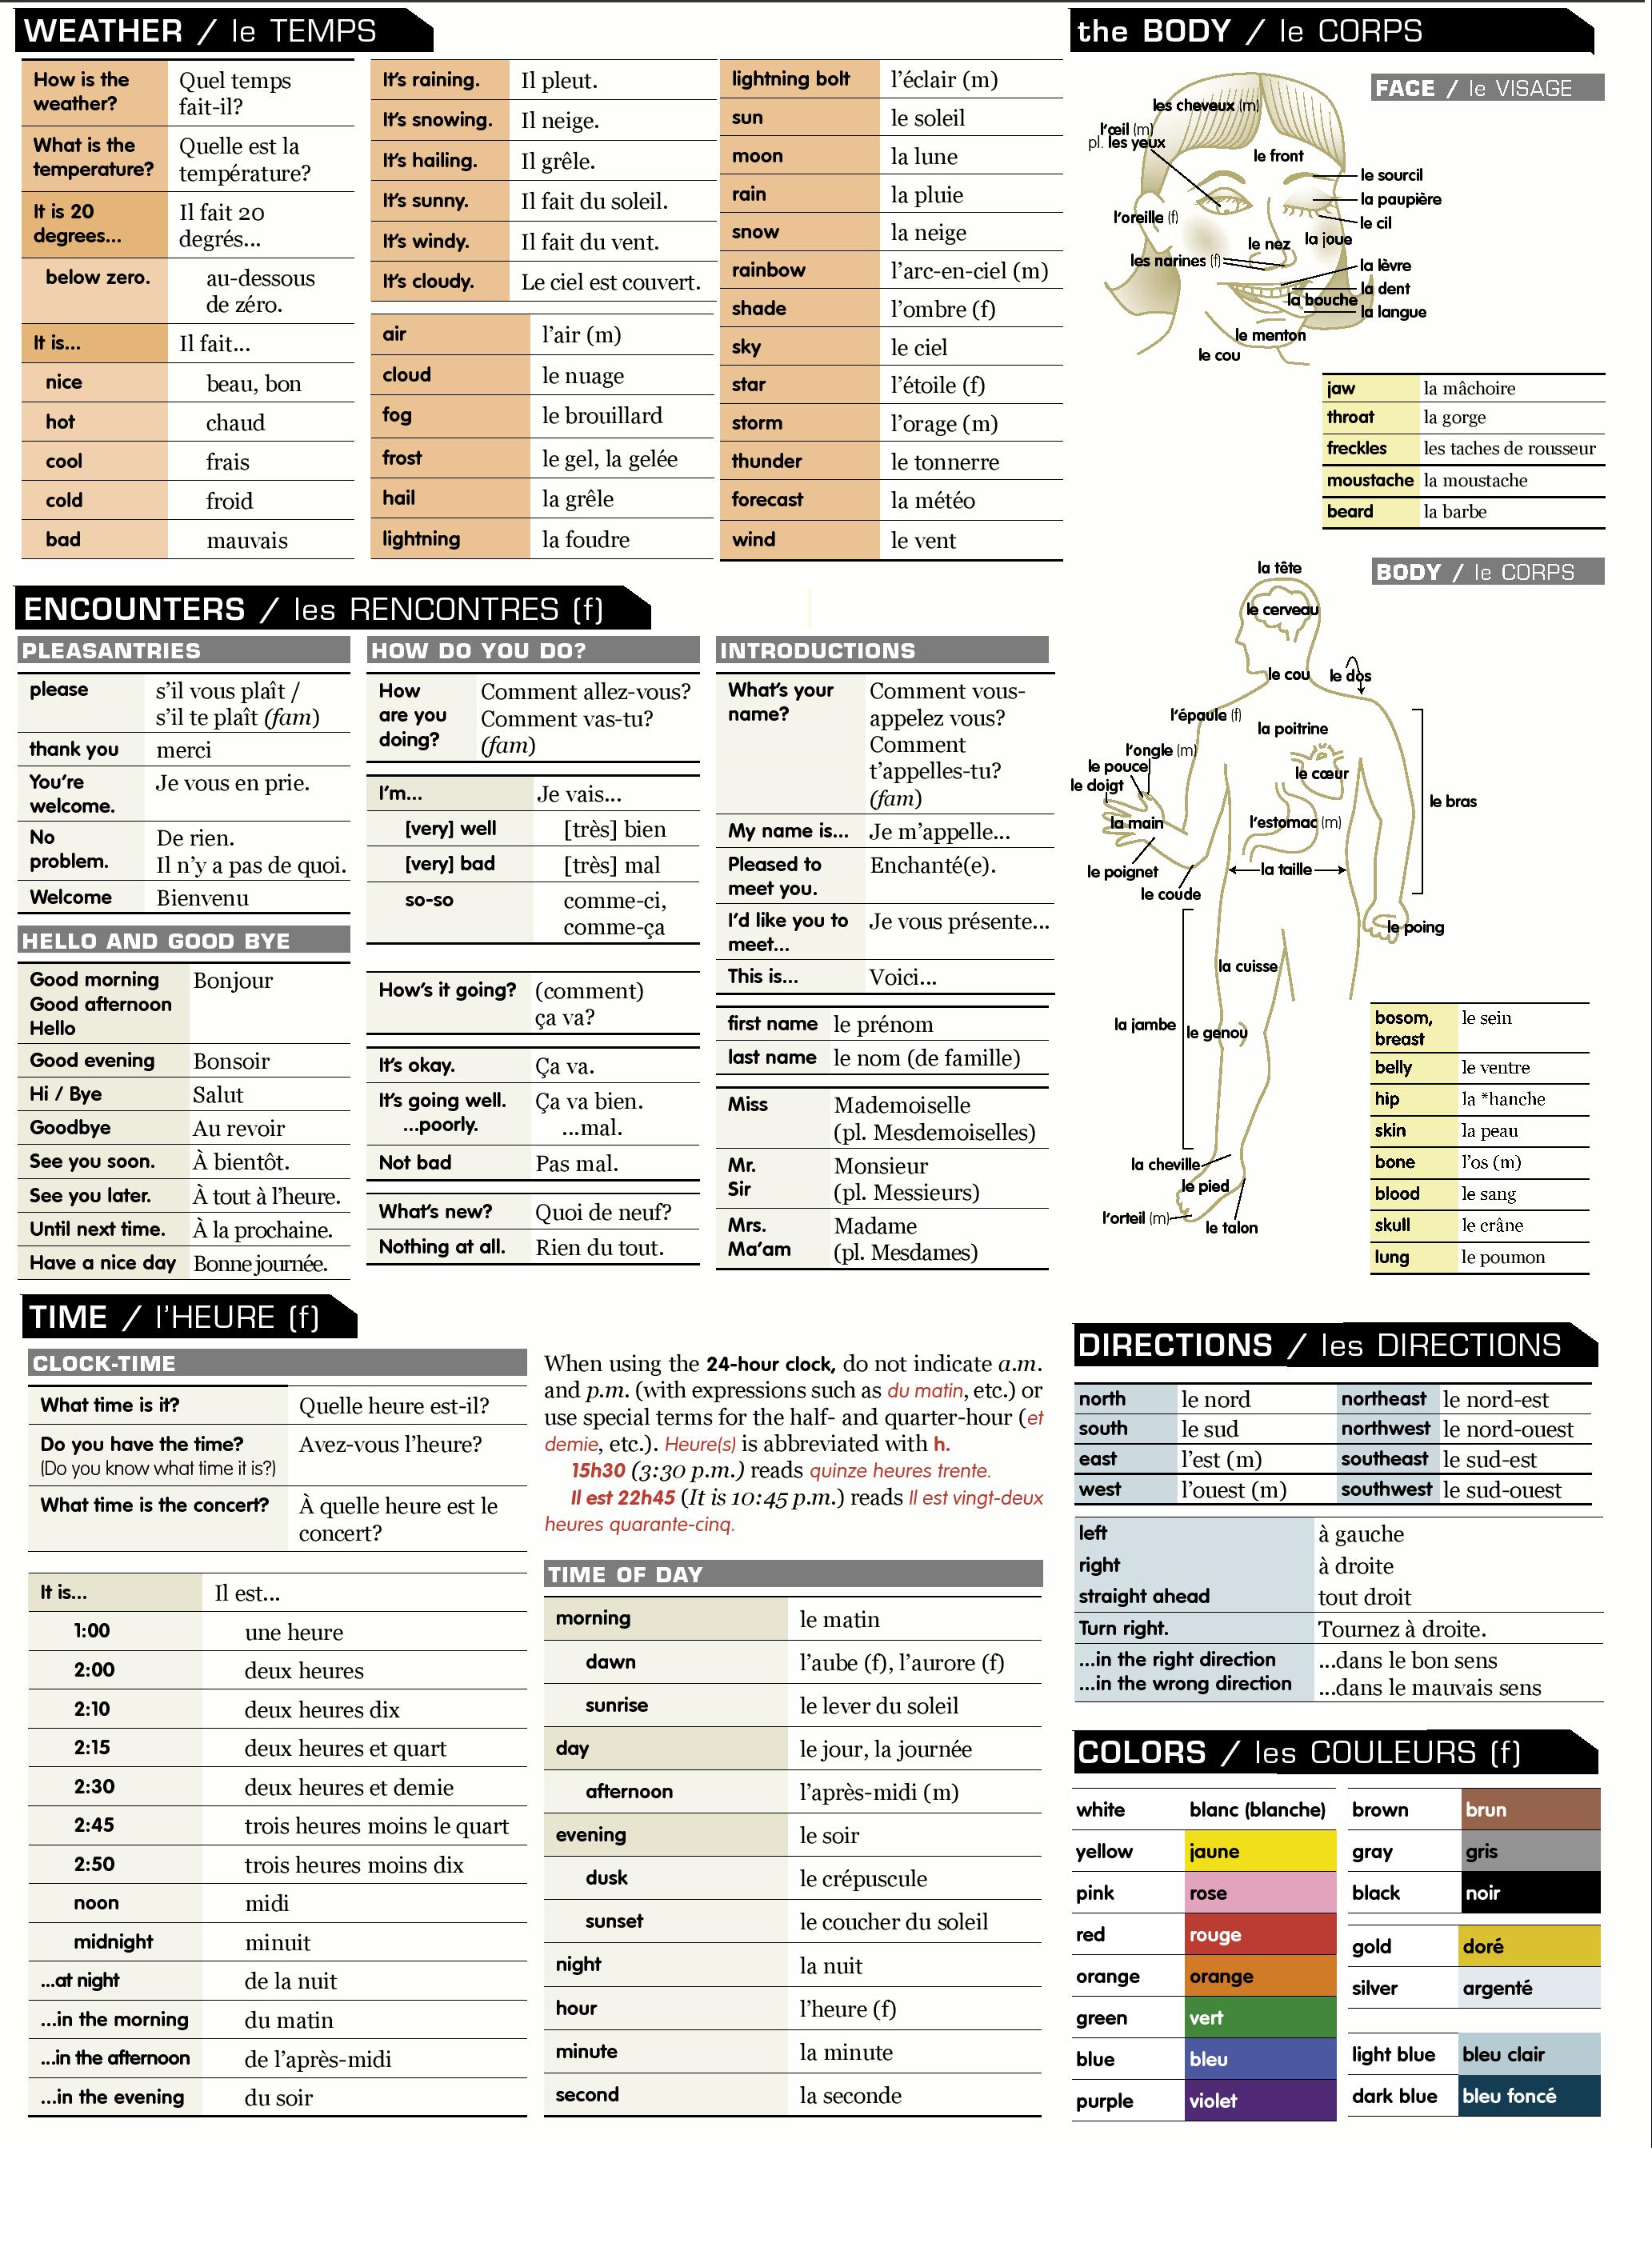 WEATHER / le TEMPS
How is the weather? Quel temps fait-il?
What is the temperature? Quelle est la température?
It is 20 degrees... Il fait 20 degrés...
below zero. au-dessous de zéro.
It is... Il fait...
nice beau, bon
hot chaud
cool frais
cold froid
bad mauvais
It's raining. Il pleut.
It's snowing. Il neige.
It's hailing. Il grêle.
It's sunny. Il fait du soleil.
It's windy. Il fait du vent.
It's cloudy. Le ciel est couvert.
air l'air (m)
cloud le nuage
fog le brouillard
frost le gel, la gelée
hail la grêle
lightning la foudre
lightning bolt l'éclair (m)
sun le soleil
moon la lune
rain la pluie
snow la neige
rainbow l'arc-en-ciel (m)
shade l'ombre (f)
sky le ciel
star l'étoile (f)
storm l'orage (m)
thunder le tonnerre
forecast la météo
wind le vent
the BODY / le CORPS
FACE / le VISAGE
les cheveux (m)
l'œil (m)
pl. les yeux
le front
le sourcil
la paupière
le cil
l'oreille (f)
le nez
la joue
les narines (f)
la lèvre
la dent
la bouche
la langue
le menton
le cou
jaw la mâchoire
throat la gorge
freckles les taches de rousseur
moustache la moustache
beard la barbe
BODY / le CORPS
la tête
le cerveau
le cou
le dos
l'épaule (f)
la poitrine
l'ongle (m)
le pouce
le doigt
le cœur
le bras
la main
l'estomac (m)
le poignet
la taille
le coude
le poing
la cuisse
la jambe
le genou
la cheville
le pied
l'orteil (m)
le talon
bosom, breast le sein
belly le ventre
hip la *hanche
skin la peau
bone l'os (m)
blood le sang
skull le crâne
lung le poumon
ENCOUNTERS / les RENCONTRES (f)
PLEASANTRIES
please s'il vous plaît /
s'il te plaît (fam)
thank you merci
You're welcome. Je vous en prie.
No problem. De rien.
Il n'y a pas de quoi.
Welcome Bienvenu
HELLO AND GOOD BYE
Good morning Bonjour
Good afternoon
Hello
Good evening Bonsoir
Hi / Bye Salut
Goodbye Au revoir
See you soon. À bientôt.
See you later. À tout à l'heure.
Until next time. À la prochaine.
Have a nice day Bonne journée.
HOW DO YOU DO?
How are you doing? Comment allez-vous?
Comment vas-tu?
(fam)
I'm... Je vais...
[very] well [très] bien
[very] bad [très] mal
so-so comme-ci,
comme-ça
How's it going? (comment)
ça va?
It's okay. Ça va.
It's going well. Ça va bien.
...poorly. ...mal.
Not bad Pas mal.
What's new? Quoi de neuf?
Nothing at all. Rien du tout.
INTRODUCTIONS
What's your name? Comment vous-
appelez vous?
Comment
t'appelles-tu?
(fam)
My name is... Je m'appelle...
Pleased to meet you. Enchanté(e).
I'd like you to meet... Je vous présente...
This is... Voici...
first name le prénom
last name le nom (de famille)
Miss Mademoiselle
(pl. Mesdemoiselles)
Mr. Monsieur
Sir (pl. Messieurs)
Mrs. Madame
Ma'am (pl. Mesdames)
TIME / l'HEURE (f)
CLOCK-TIME
What time is it? Quelle heure est-il?
Do you have the time? Avez-vous l'heure?
(Do you know what time it is?)
What time is the concert? À quelle heure est le
concert?
It is... Il est...
1:00 une heure
2:00 deux heures
2:10 deux heures dix
2:15 deux heures et quart
2:30 deux heures et demie
2:45 trois heures moins le quart
2:50 trois heures moins dix
noon midi
midnight minuit
...at night de la nuit
...in the morning du matin
...in the afternoon de l'après-midi
...in the evening du soir
When using the 24-hour clock, do not indicate a.m.
and p.m. (with expressions such as du matin, etc.) or
use special terms for the half- and quarter-hour (et
demie, etc.). Heure(s) is abbreviated with h.
15h30 (3:30 p.m.) reads quinze heures trente.
Il est 22h45 (It is 10:45 p.m.) reads Il est vingt-deux
heures quarante-cinq.
TIME OF DAY
morning le matin
dawn l'aube (f), l'aurore (f)
sunrise le lever du soleil
day le jour, la journée
afternoon l'après-midi (m)
evening le soir
dusk le crépuscule
sunset le coucher du soleil
night la nuit
hour l'heure (f)
minute la minute
second la seconde
DIRECTIONS / les DIRECTIONS
north le nord northeast le nord-est
south le sud northwest le nord-ouest
east l'est (m) southeast le sud-est
west l'ouest (m) southwest le sud-ouest
left à gauche
right à droite
straight ahead tout droit
Turn right. Tournez à droite.
...in the right direction ...dans le bon sens
...in the wrong direction ...dans le mauvais sens
COLORS / les COULEURS (f)
white blanc (blanche)
yellow jaune
pink rose
red rouge
orange orange
green vert
blue bleu
purple violet
brown brun
gray gris
black noir
gold doré
silver argenté
light blue bleu clair
dark blue bleu foncé